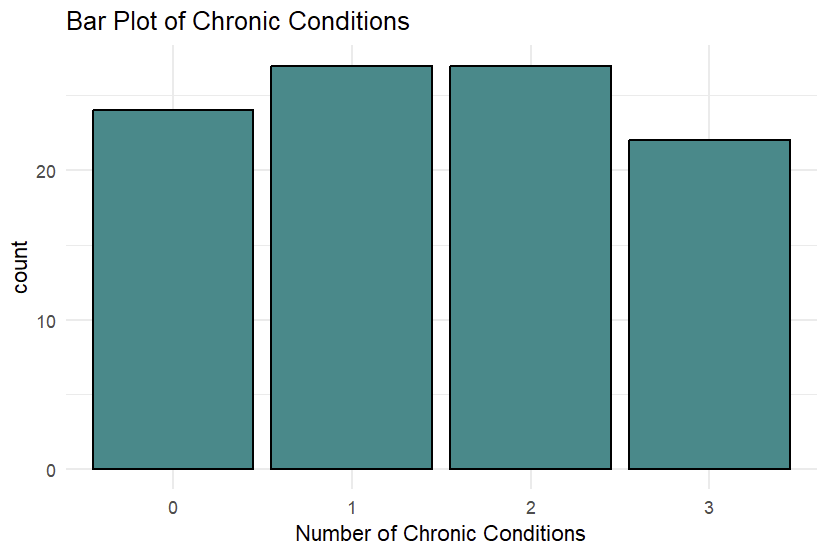 Bar Plot of Chronic Conditions
count
20
10
0
0 1 2 3
Number of Chronic Conditions